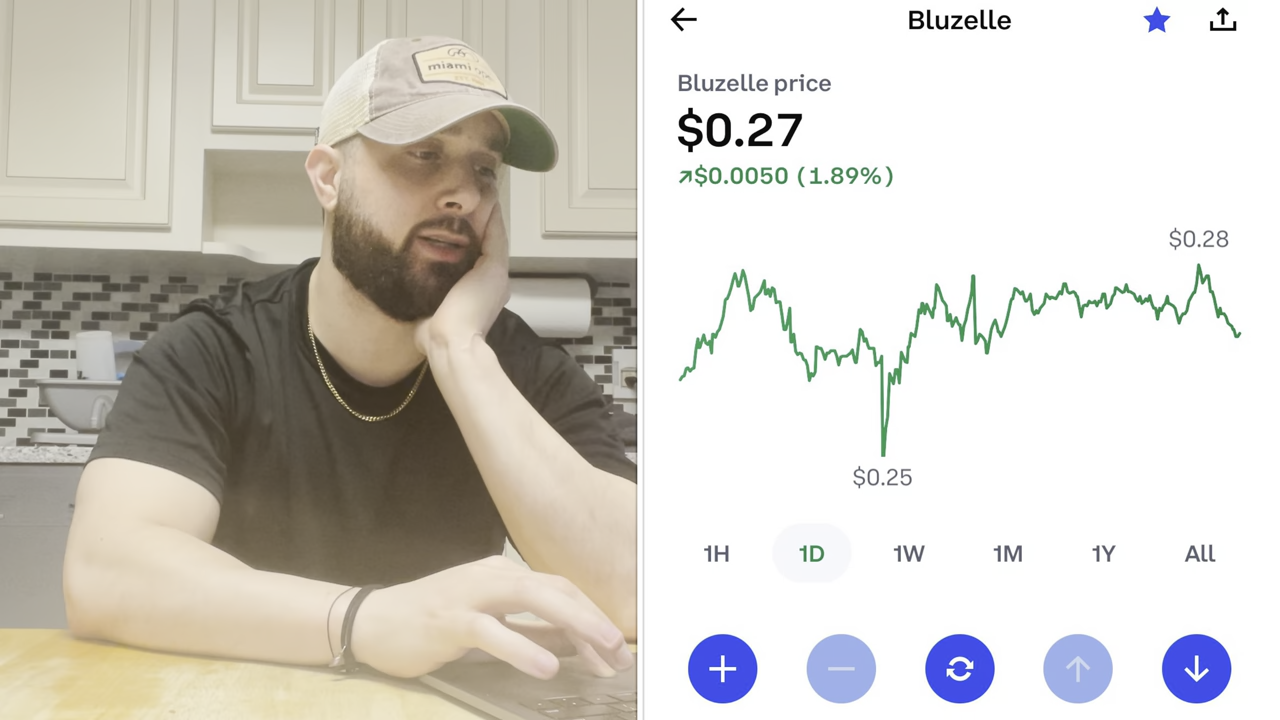 miami
Bluzelle
Bluzelle price
$0.27
↗$0.0050 (1.89%)
$0.28
$0.25
1H
1D
1W
1M
1Y
All